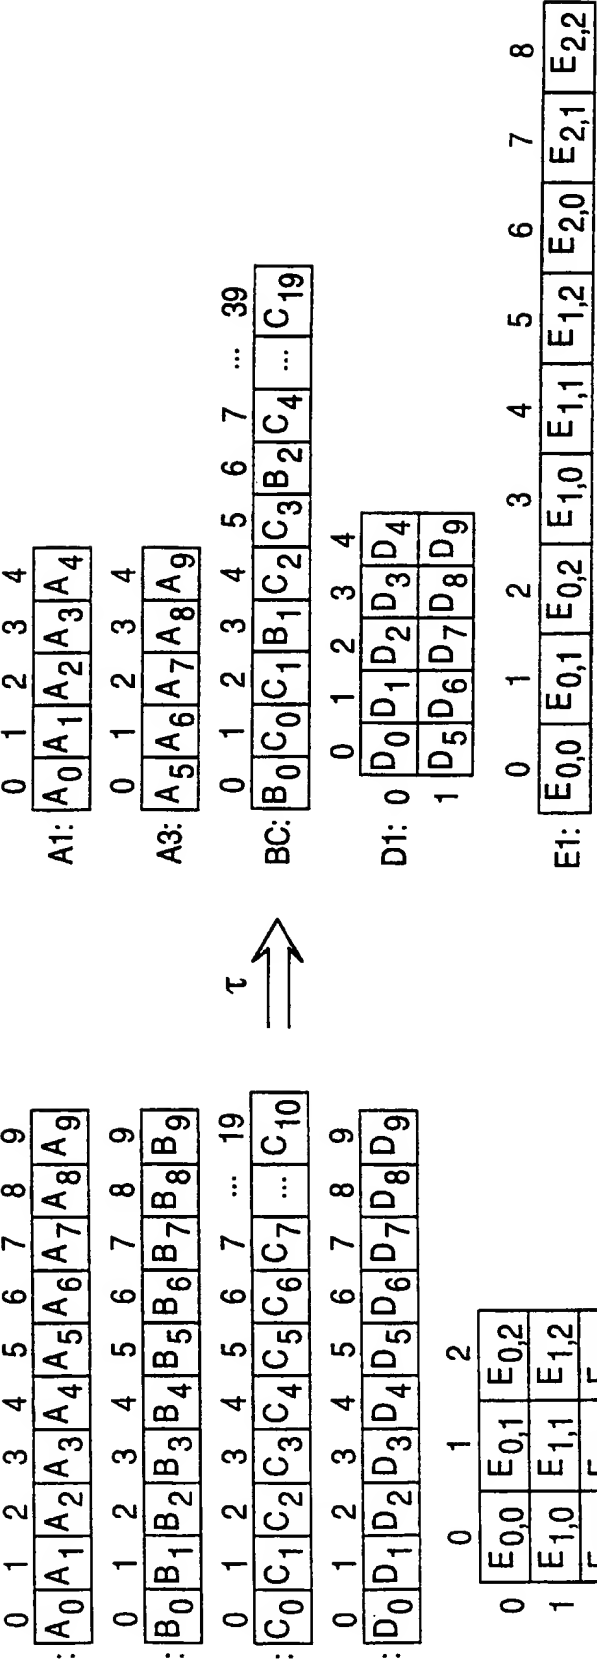 0 1 2 3 4 5 6 7 8 9
: A0 A1 A2 A3 A4 A5 A6 A7 A8 A9
0 1 2 3 4 5 6 7 8 9
: B0 B1 B2 B3 B4 B5 B6 B7 B8 B9
0 1 2 3 4 5 6 7 ... 19
: C0 C1 C2 C3 C4 C5 C6 C7 ... C10
0 1 2 3 4 5 6 7 8 9
: D0 D1 D2 D3 D4 D5 D6 D7 D8 D9
0 1 2
0 E0,0 E0,1 E0,2
1 E1,0 E1,1 E1,2
τ
0 1 2 3 4
A1: A0 A1 A2 A3 A4
0 1 2 3 4
A3: A5 A6 A7 A8 A9
0 1 2 3 4 5 6 7 ... 39
BC: B0 C0 C1 B1 C2 C3 B2 C4 ... C19
0 1 2 3 4
D1: 0 D0 D1 D2 D3 D4
1 D5 D6 D7 D8 D9
0 1 2 3 4 5 6 7 8
E1: E0,0 E0,1 E0,2 E1,0 E1,1 E1,2 E2,0 E2,1 E2,2